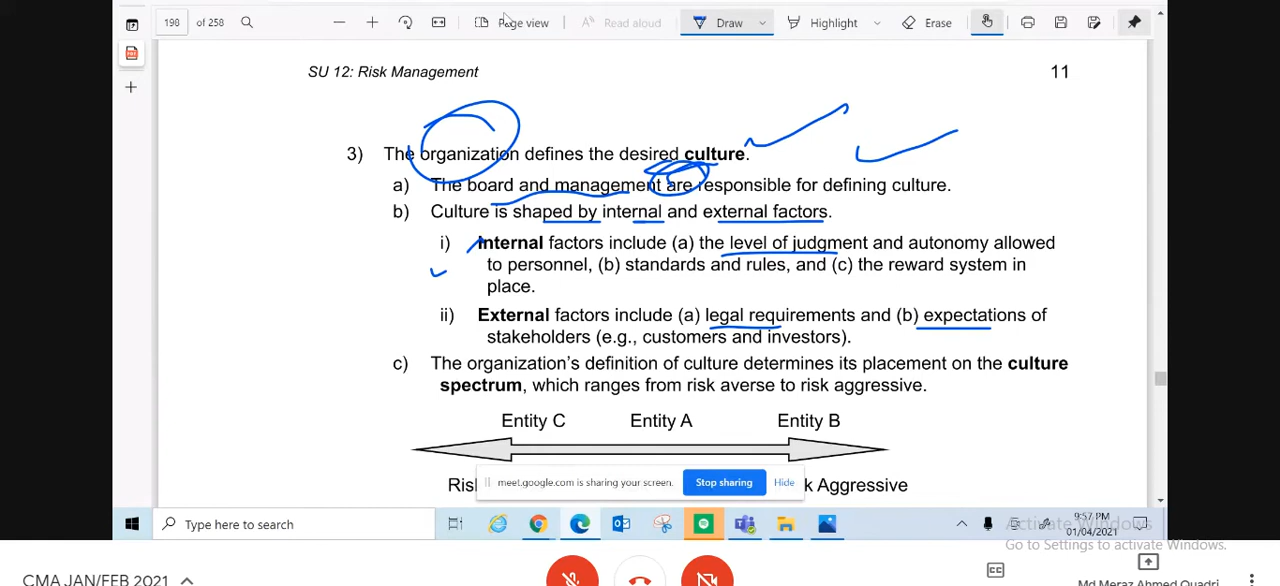 198 of 258 Page view Read aloud Draw Highlight Erase
SU 12: Risk Management 11
3) The organization defines the desired culture.
a) The board and management are responsible for defining culture.
b) Culture is shaped by internal and external factors.
i) Internal factors include (a) the level of judgment and autonomy allowed
to personnel, (b) standards and rules, and (c) the reward system in
place.
ii) External factors include (a) legal requirements and (b) expectations of
stakeholders (e.g., customers and investors).
c) The organization's definition of culture determines its placement on the culture
spectrum, which ranges from risk averse to risk aggressive.
Entity C Entity A Entity B
meet.google.com is sharing your screen. Stop sharing Hide
Aggressive
Type here to search
9:57 PM
01/04/2021
Activate Windows
Go to Settings to activate Windows.
CMA JAN/FEB 2021
Md Meraz Ahmed Quadri